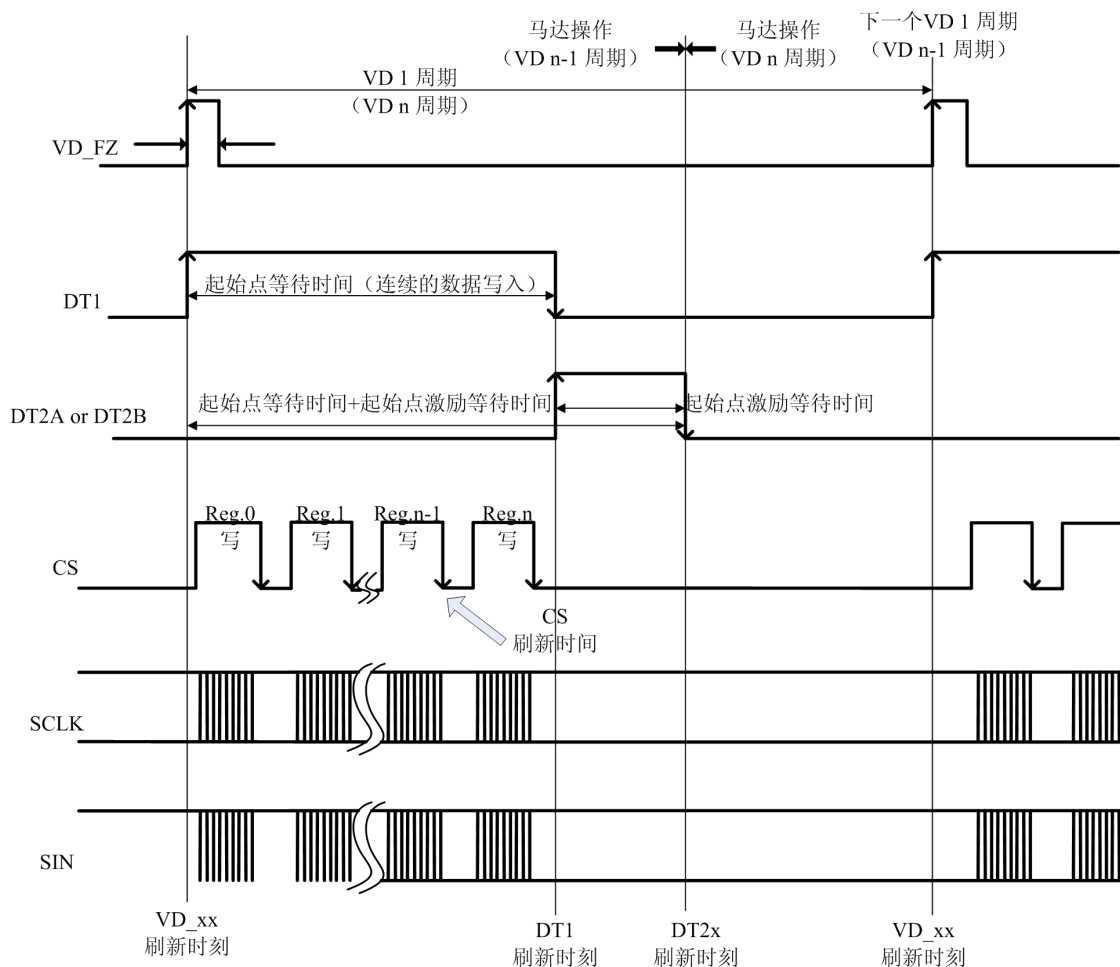 马达操作
（VD n-1 周期）
马达操作
（VD n 周期）
下一个VD 1 周期
（VD n-1 周期）
VD 1 周期
（VD n 周期）
VD_FZ
起始点等待时间（连续的数据写入）
DT1
起始点等待时间+起始点激励等待时间
起始点激励等待时间
DT2A or DT2B
Reg.0
写
Reg.1
写
Reg.n-1
写
Reg.n
写
CS
CS
刷新时间
SCLK
SIN
VD_xx
刷新时刻
DT1
刷新时刻
DT2x
刷新时刻
VD_xx
刷新时刻